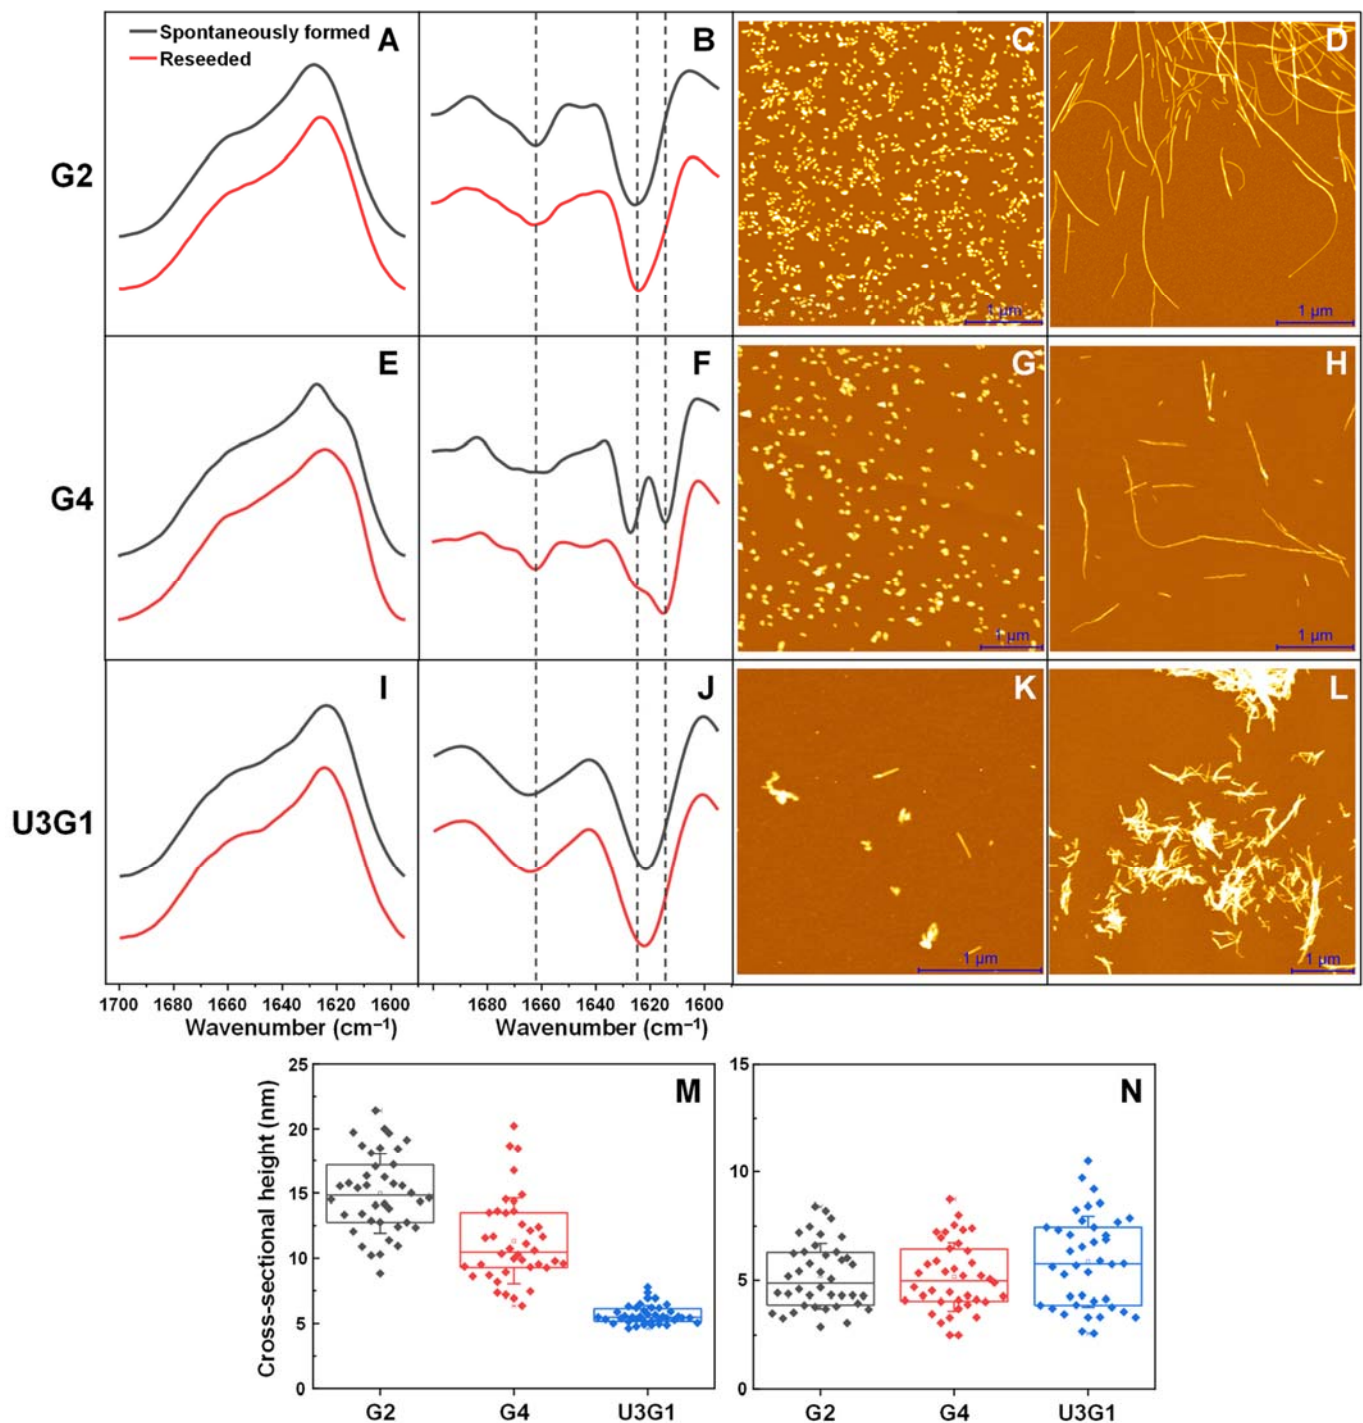 Spontaneously formed
Reseeded
A
B
C
D
G2
1 µm
1 µm
E
F
G
H
G4
1 µm
1 µm
I
J
K
L
U3G1
1 µm
1 µm
1700 1680 1660 1640 1620 1600
1680 1660 1640 1620 1600
Wavenumber (cm⁻¹)
Wavenumber (cm⁻¹)
M
Cross-sectional height (nm)
25
20
15
10
5
0
G2 G4 U3G1
N
15
10
5
0
G2 G4 U3G1